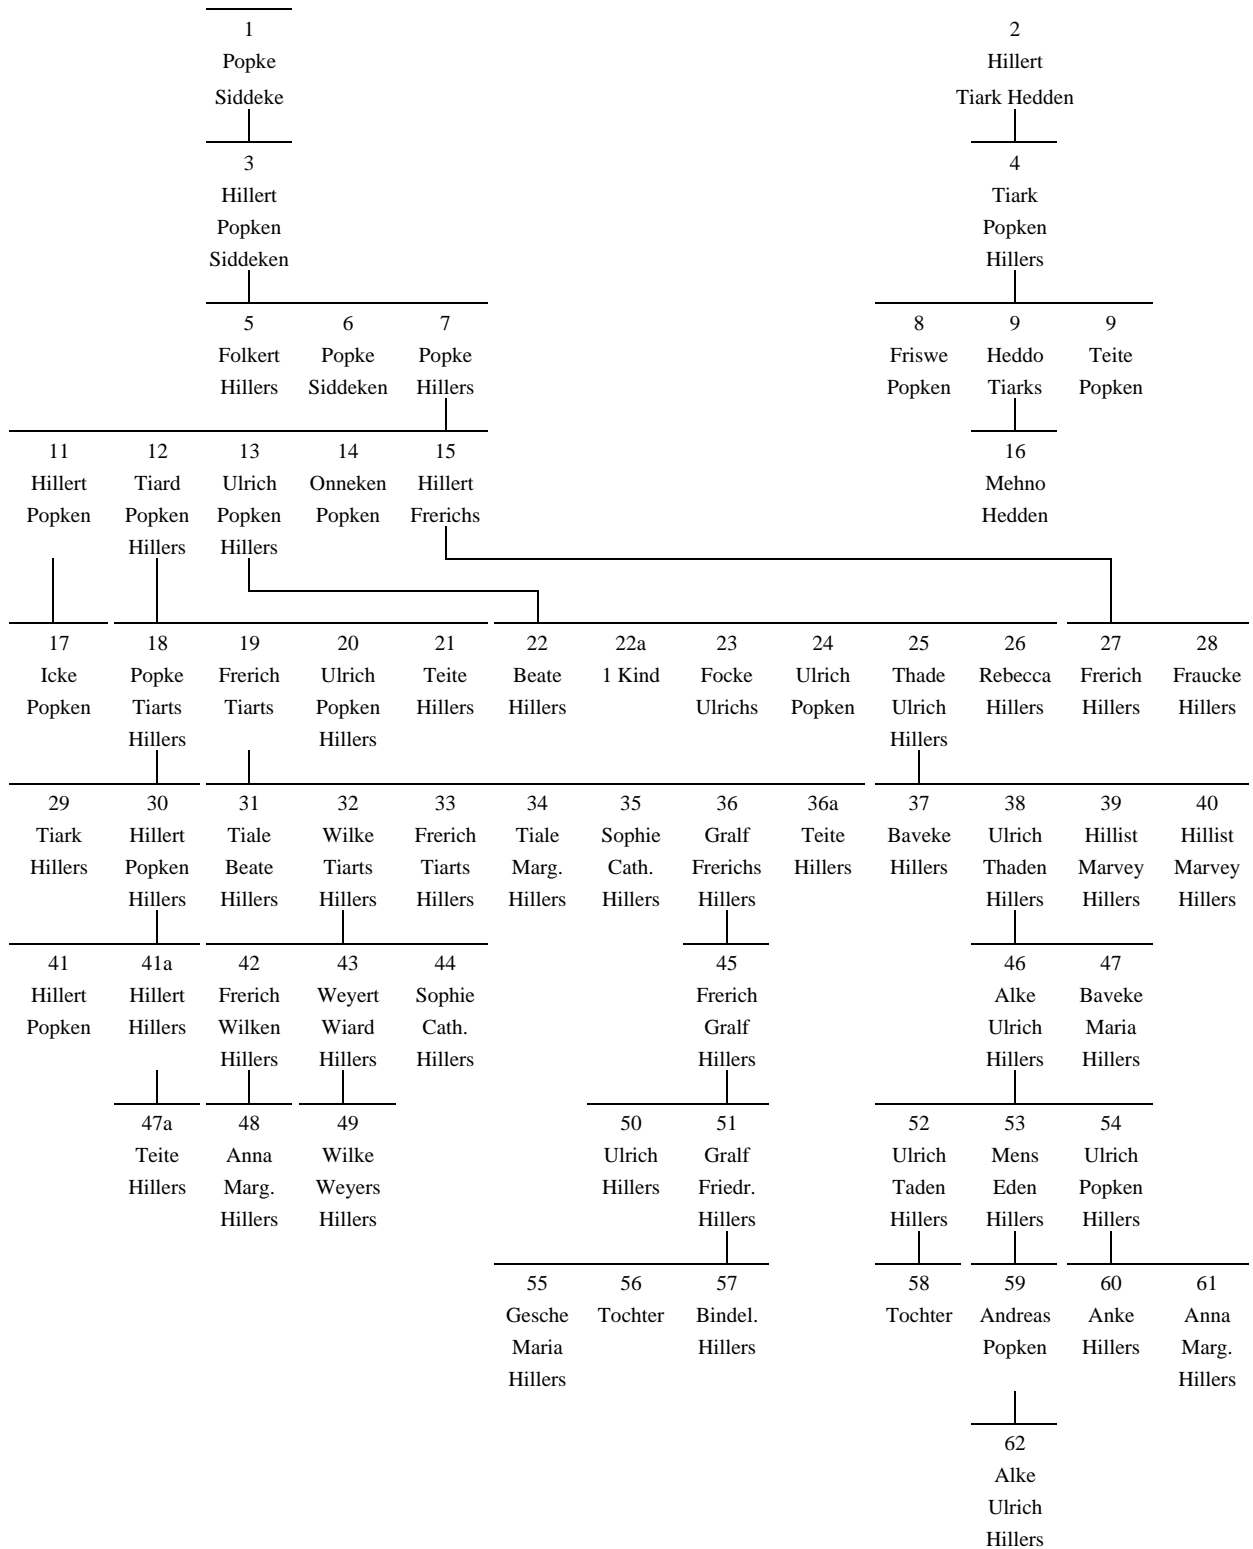 1 2
Popke Hillert
Siddeke Tiark Hedden
3 4
Hillert Tiark
Popken Popken
Siddeken Hillers
5 6 7 8 9 9
Folkert Popke Popke Friswe Heddo Teite
Hillers Siddeken Hillers Popken Tiarks Popken
11 12 13 14 15 16
Hillert Tiard Ulrich Onneken Hillert Mehno
Popken Popken Popken Popken Frerichs Hedden
Hillers Hillers
17 18 19 20 21 22 22a 23 24 25 26 27 28
Icke Popke Frerich Ulrich Teite Beate 1 Kind Focke Ulrich Thade Rebecca Frerich Fraucke
Popken Tiarts Tiarts Popken Hillers Hillers Ulrichs Popken Ulrich Hillers Hillers Hillers
Hillers Hillers Hillers
29 30 31 32 33 34 35 36 36a 37 38 39 40
Tiark Hillert Tiale Wilke Frerich Tiale Sophie Gralf Teite Baveke Ulrich Hillist Hillist
Hillers Popken Beate Tiarts Tiarts Marg. Cath. Frerichs Hillers Hillers Thaden Marvey Marvey
Hillers Hillers Hillers Hillers Hillers Hillers Hillers Hillers Hillers Hillers
41 41a 42 43 44 45 46 47
Hillert Hillert Frerich Weyert Sophie Frerich Alke Baveke
Popken Hillers Wilken Wiard Cath. Gralf Ulrich Maria
Hillers Hillers Hillers Hillers Hillers Hillers
47a 48 49 50 51 52 53 54
Teite Anna Wilke Ulrich Gralf Ulrich Mens Ulrich
Hillers Marg. Weyers Hillers Friedr. Taden Eden Popken
Hillers Hillers Hillers Hillers Hillers Hillers
55 56 57 58 59 60 61
Gesche Tochter Bindel. Tochter Andreas Anke Anna
Maria Hillers Popken Hillers Marg.
Hillers Hillers
62
Alke
Ulrich
Hillers